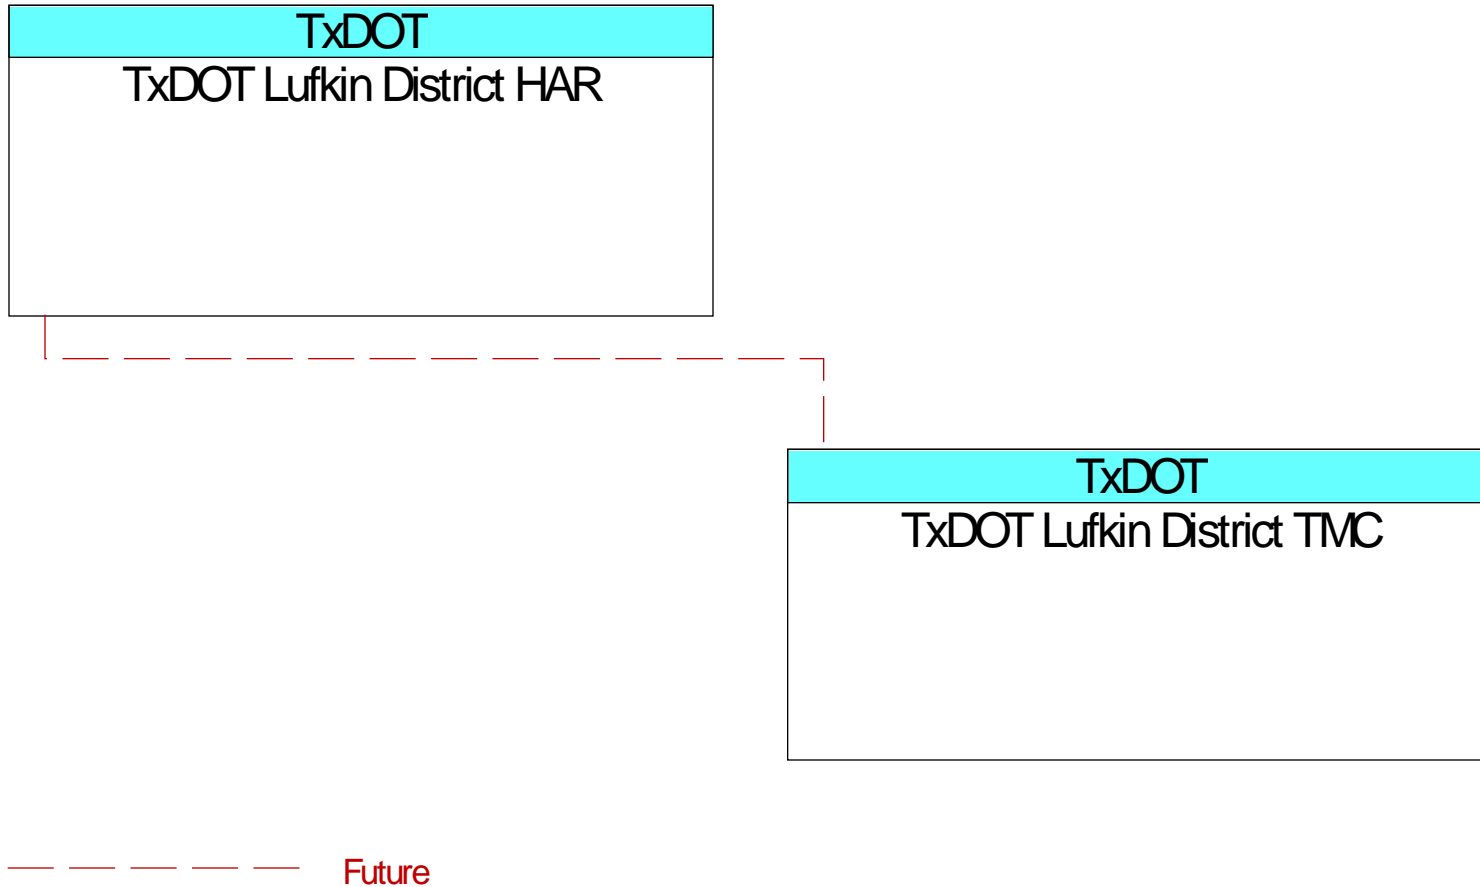 TxDOT
TxDOT Lufkin District HAR
TxDOT
TxDOT Lufkin District TMC
Future